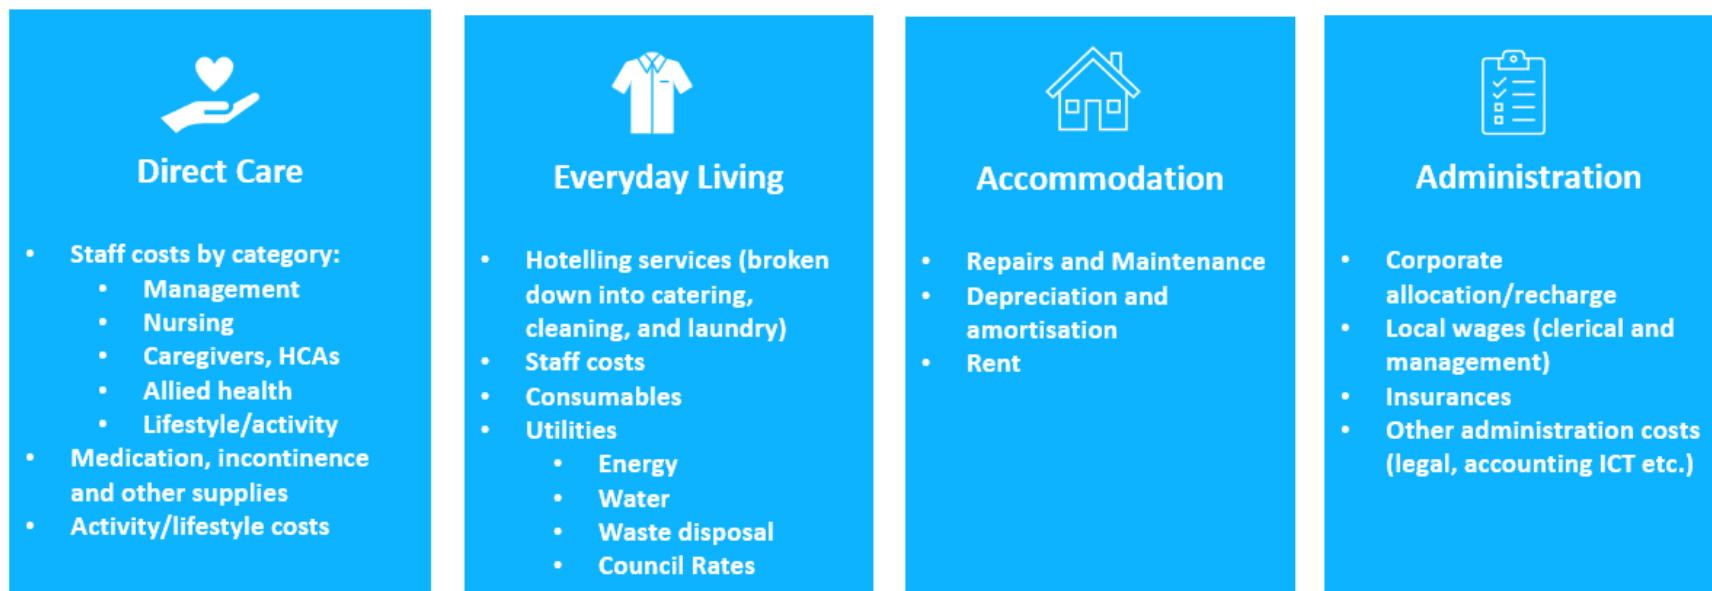 Direct Care
• Staff costs by category:
• Management
• Nursing
• Caregivers, HCAs
• Allied health
• Lifestyle/activity
• Medication, incontinence
and other supplies
• Activity/lifestyle costs
Everyday Living
• Hotelling services (broken
down into catering,
cleaning, and laundry)
• Staff costs
• Consumables
• Utilities
• Energy
• Water
• Waste disposal
• Council Rates
Accommodation
• Repairs and Maintenance
• Depreciation and
amortisation
• Rent
Administration
• Corporate
allocation/recharge
• Local wages (clerical and
management)
• Insurances
• Other administration costs
(legal, accounting ICT etc.)